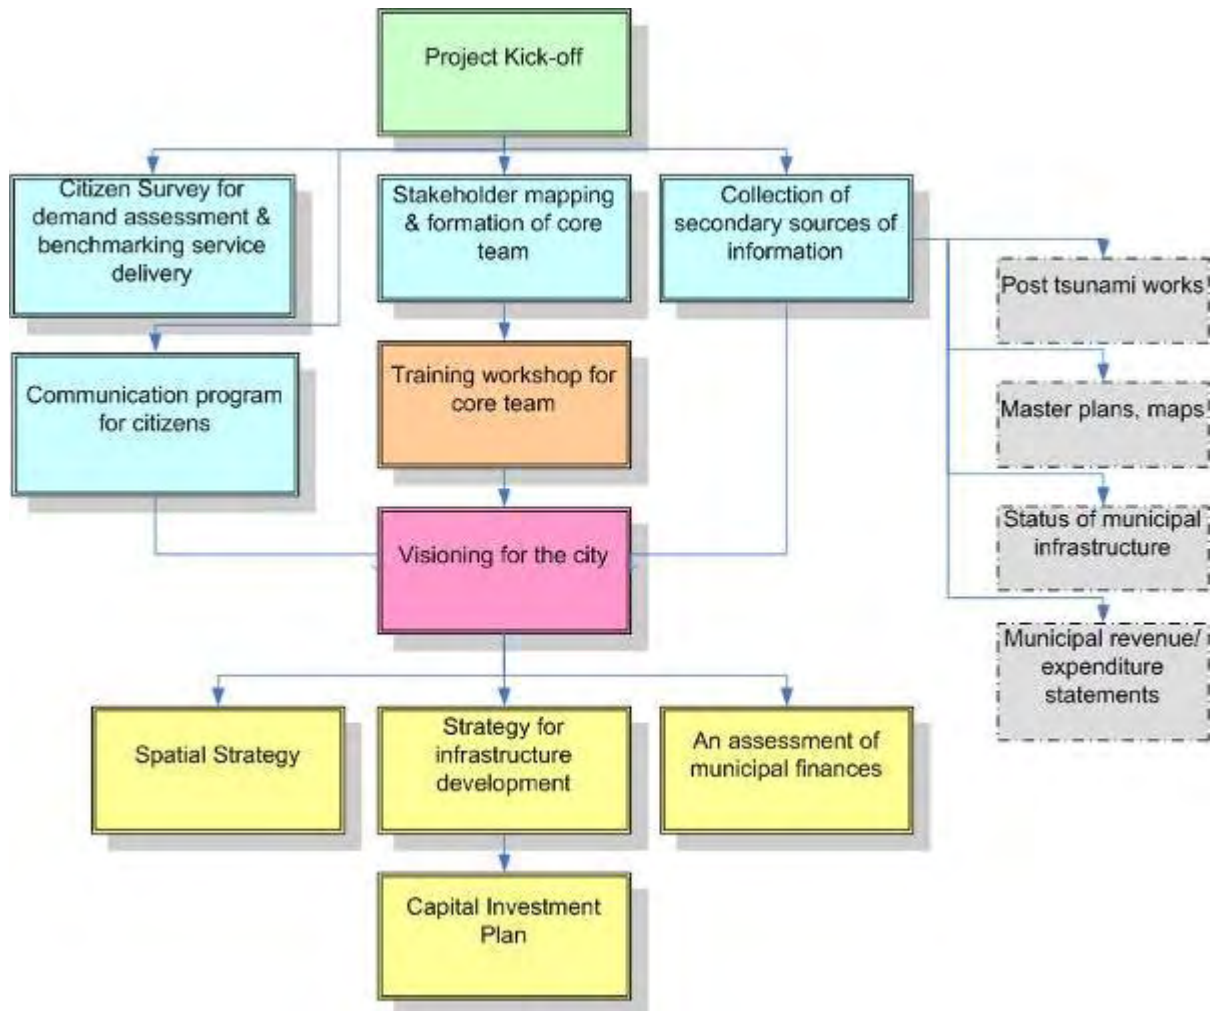 Project Kick-off
Citizen Survey for
demand assessment &
benchmarking service
delivery
Stakeholder mapping
& formation of core
team
Collection of
secondary sources of
information
Post tsunami works
Communication program
for citizens
Training workshop for
core team
Master plans, maps
Visioning for the city
Status of municipal
infrastructure
Municipal revenue/
expenditure
statements
Spatial Strategy
Strategy for
infrastructure
development
An assessment of
municipal finances
Capital Investment
Plan